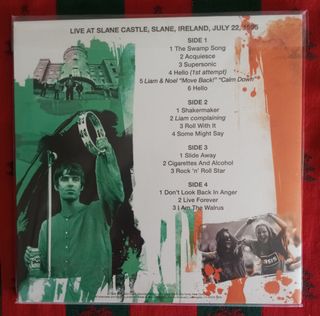 LIVE AT SLANE CASTLE, SLANE, IRELAND, JULY 22, 1995
SIDE 1
1 The Swamp Song
2 Acquiesce
3 Supersonic
4 Hello (1st attempt)
5 Liam & Noel "Move Back!" "Calm Down"
6 Hello
SIDE 2
1 Shakermaker
2 Liam complaining
3 Roll With It
4 Some Might Say
SIDE 3
1 Slide Away
2 Cigarettes And Alcohol
3 Rock 'n' Roll Star
SIDE 4
1 Don't Look Back In Anger
2 Live Forever
3 I Am The Walrus